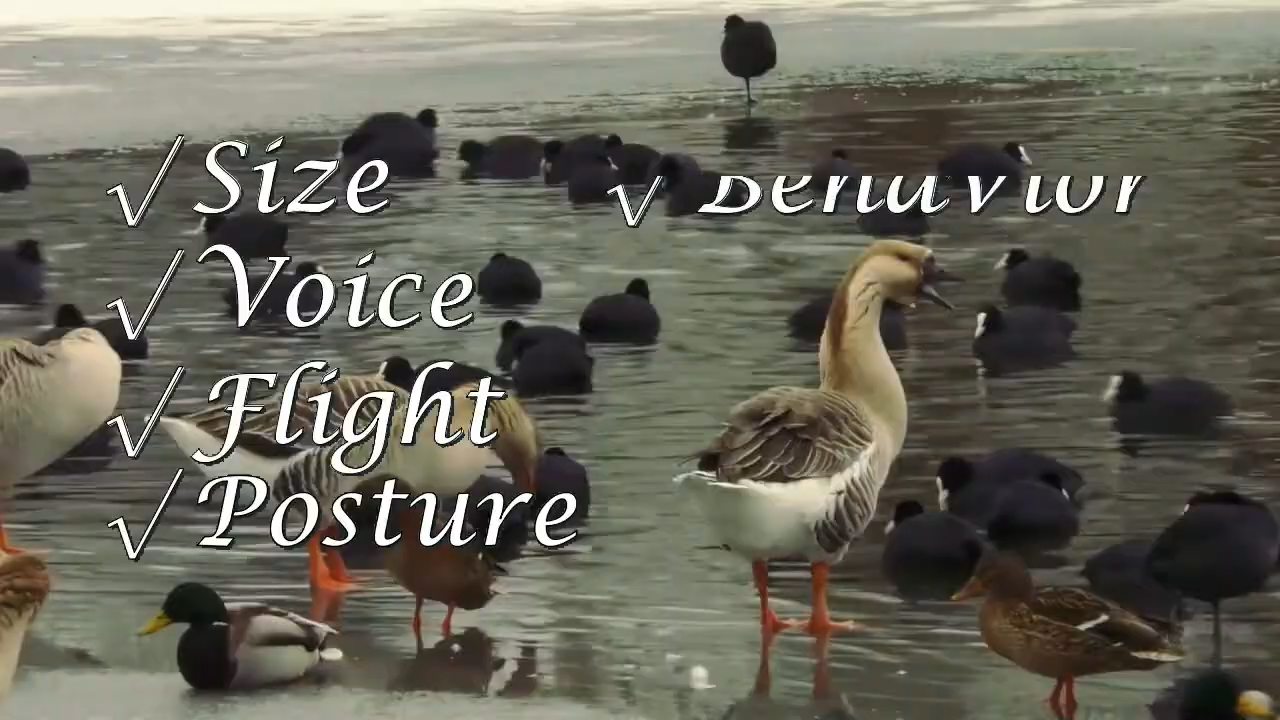 √ Size
√ Voice
√ Flight
√ Posture
√ Behavior